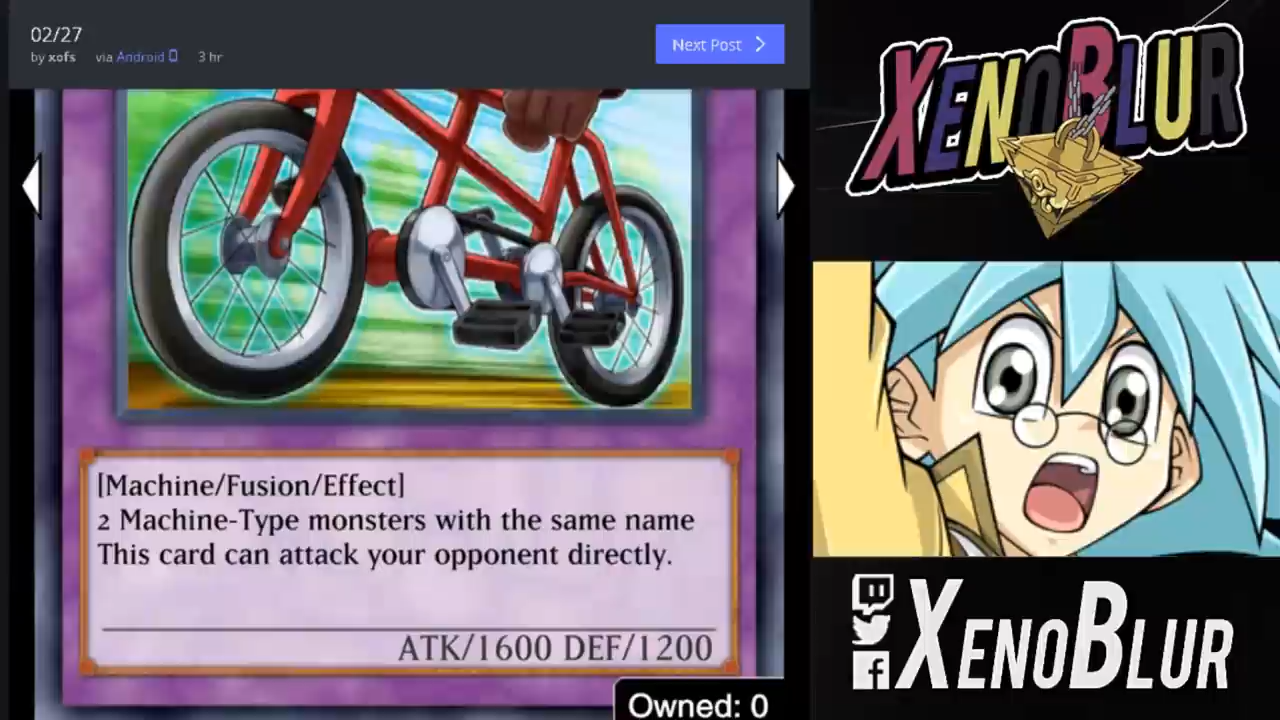 02/27
by xofs via Android 3 hr
Next Post
XENOBLUR
[Machine/Fusion/Effect]
2 Machine-Type monsters with the same name
This card can attack your opponent directly.
ATK/1600 DEF/1200
Owned: 0
XENOBLUR